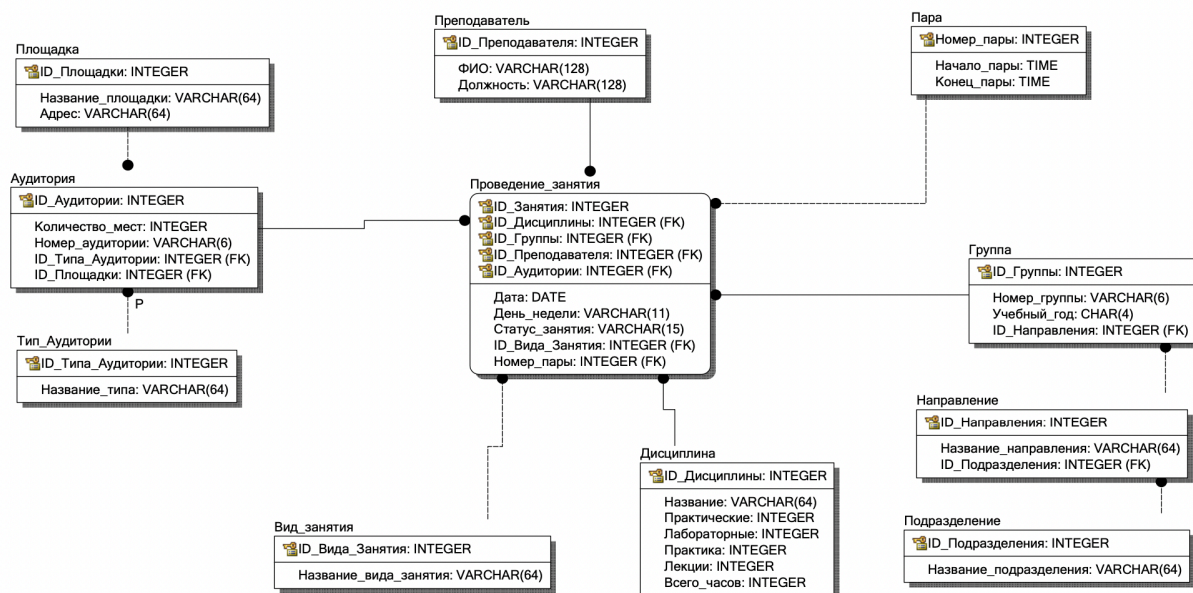 Площадка
ID_Площадки: INTEGER
Название_площадки: VARCHAR(64)
Адрес: VARCHAR(64)
Преподаватель
ID_Преподавателя: INTEGER
ФИО: VARCHAR(128)
Должность: VARCHAR(128)
Пара
Номер_пары: INTEGER
Начало_пары: TIME
Конец_пары: TIME
Аудитория
ID_Аудитории: INTEGER
Количество_мест: INTEGER
Номер_аудитории: VARCHAR(6)
ID_Типа_Аудитории: INTEGER (FK)
ID_Площадки: INTEGER (FK)
P
Проведение_занятия
ID_Занятия: INTEGER
ID_Дисциплины: INTEGER (FK)
ID_Группы: INTEGER (FK)
ID_Преподавателя: INTEGER (FK)
ID_Аудитории: INTEGER (FK)
Дата: DATE
День_недели: VARCHAR(11)
Статус_занятия: VARCHAR(15)
ID_Вида_Занятия: INTEGER (FK)
Номер_пары: INTEGER (FK)
Группа
ID_Группы: INTEGER
Номер_группы: VARCHAR(6)
Учебный_год: CHAR(4)
ID_Направления: INTEGER (FK)
Тип_Аудитории
ID_Типа_Аудитории: INTEGER
Название_типа: VARCHAR(64)
Направление
ID_Направления: INTEGER
Название_направления: VARCHAR(64)
ID_Подразделения: INTEGER (FK)
Дисциплина
ID_Дисциплины: INTEGER
Название: VARCHAR(64)
Практические: INTEGER
Лабораторные: INTEGER
Практика: INTEGER
Лекции: INTEGER
Всего_часов: INTEGER
Вид_занятия
ID_Вида_Занятия: INTEGER
Название_вида_занятия: VARCHAR(64)
Подразделение
ID_Подразделения: INTEGER
Название_подразделения: VARCHAR(64)